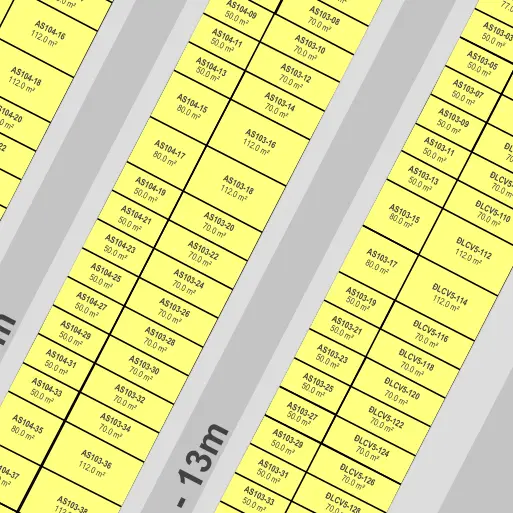 AS104-16
112.0 m²
AS104-18
112.0 m²
AS104-09
50.0 m²
AS104-11
50.0 m²
AS104-13
50.0 m²
AS104-15
80.0 m²
AS104-17
80.0 m²
AS104-19
50.0 m²
AS104-21
50.0 m²
AS104-23
50.0 m²
AS104-25
50.0 m²
AS104-27
50.0 m²
AS104-29
50.0 m²
AS104-31
50.0 m²
AS104-33
50.0 m²
AS104-35
80.0 m²
AS103-08
70.0 m²
AS103-10
70.0 m²
AS103-12
70.0 m²
AS103-14
70.0 m²
AS103-16
112.0 m²
AS103-18
112.0 m²
AS103-20
70.0 m²
AS103-22
70.0 m²
AS103-24
70.0 m²
AS103-26
70.0 m²
AS103-28
70.0 m²
AS103-30
70.0 m²
AS103-32
70.0 m²
AS103-34
70.0 m²
AS103-36
112.0 m²
AS103-38
- 13m
AS103-03
50.0 m²
AS103-05
50.0 m²
AS103-07
50.0 m²
AS103-09
50.0 m²
AS103-11
50.0 m²
AS103-13
50.0 m²
AS103-15
80.0 m²
AS103-17
80.0 m²
AS103-19
50.0 m²
AS103-21
50.0 m²
AS103-23
50.0 m²
AS103-25
50.0 m²
AS103-27
50.0 m²
AS103-29
50.0 m²
AS103-31
50.0 m²
AS103-33
50.0 m²
ĐLCV5-110
70.0 m²
ĐLCV5-112
112.0 m²
ĐLCV5-114
112.0 m²
ĐLCV5-116
70.0 m²
ĐLCV5-118
70.0 m²
ĐLCV5-120
70.0 m²
ĐLCV5-122
70.0 m²
ĐLCV5-124
70.0 m²
ĐLCV5-126
70.0 m²
ĐLCV5-128
70.0 m²